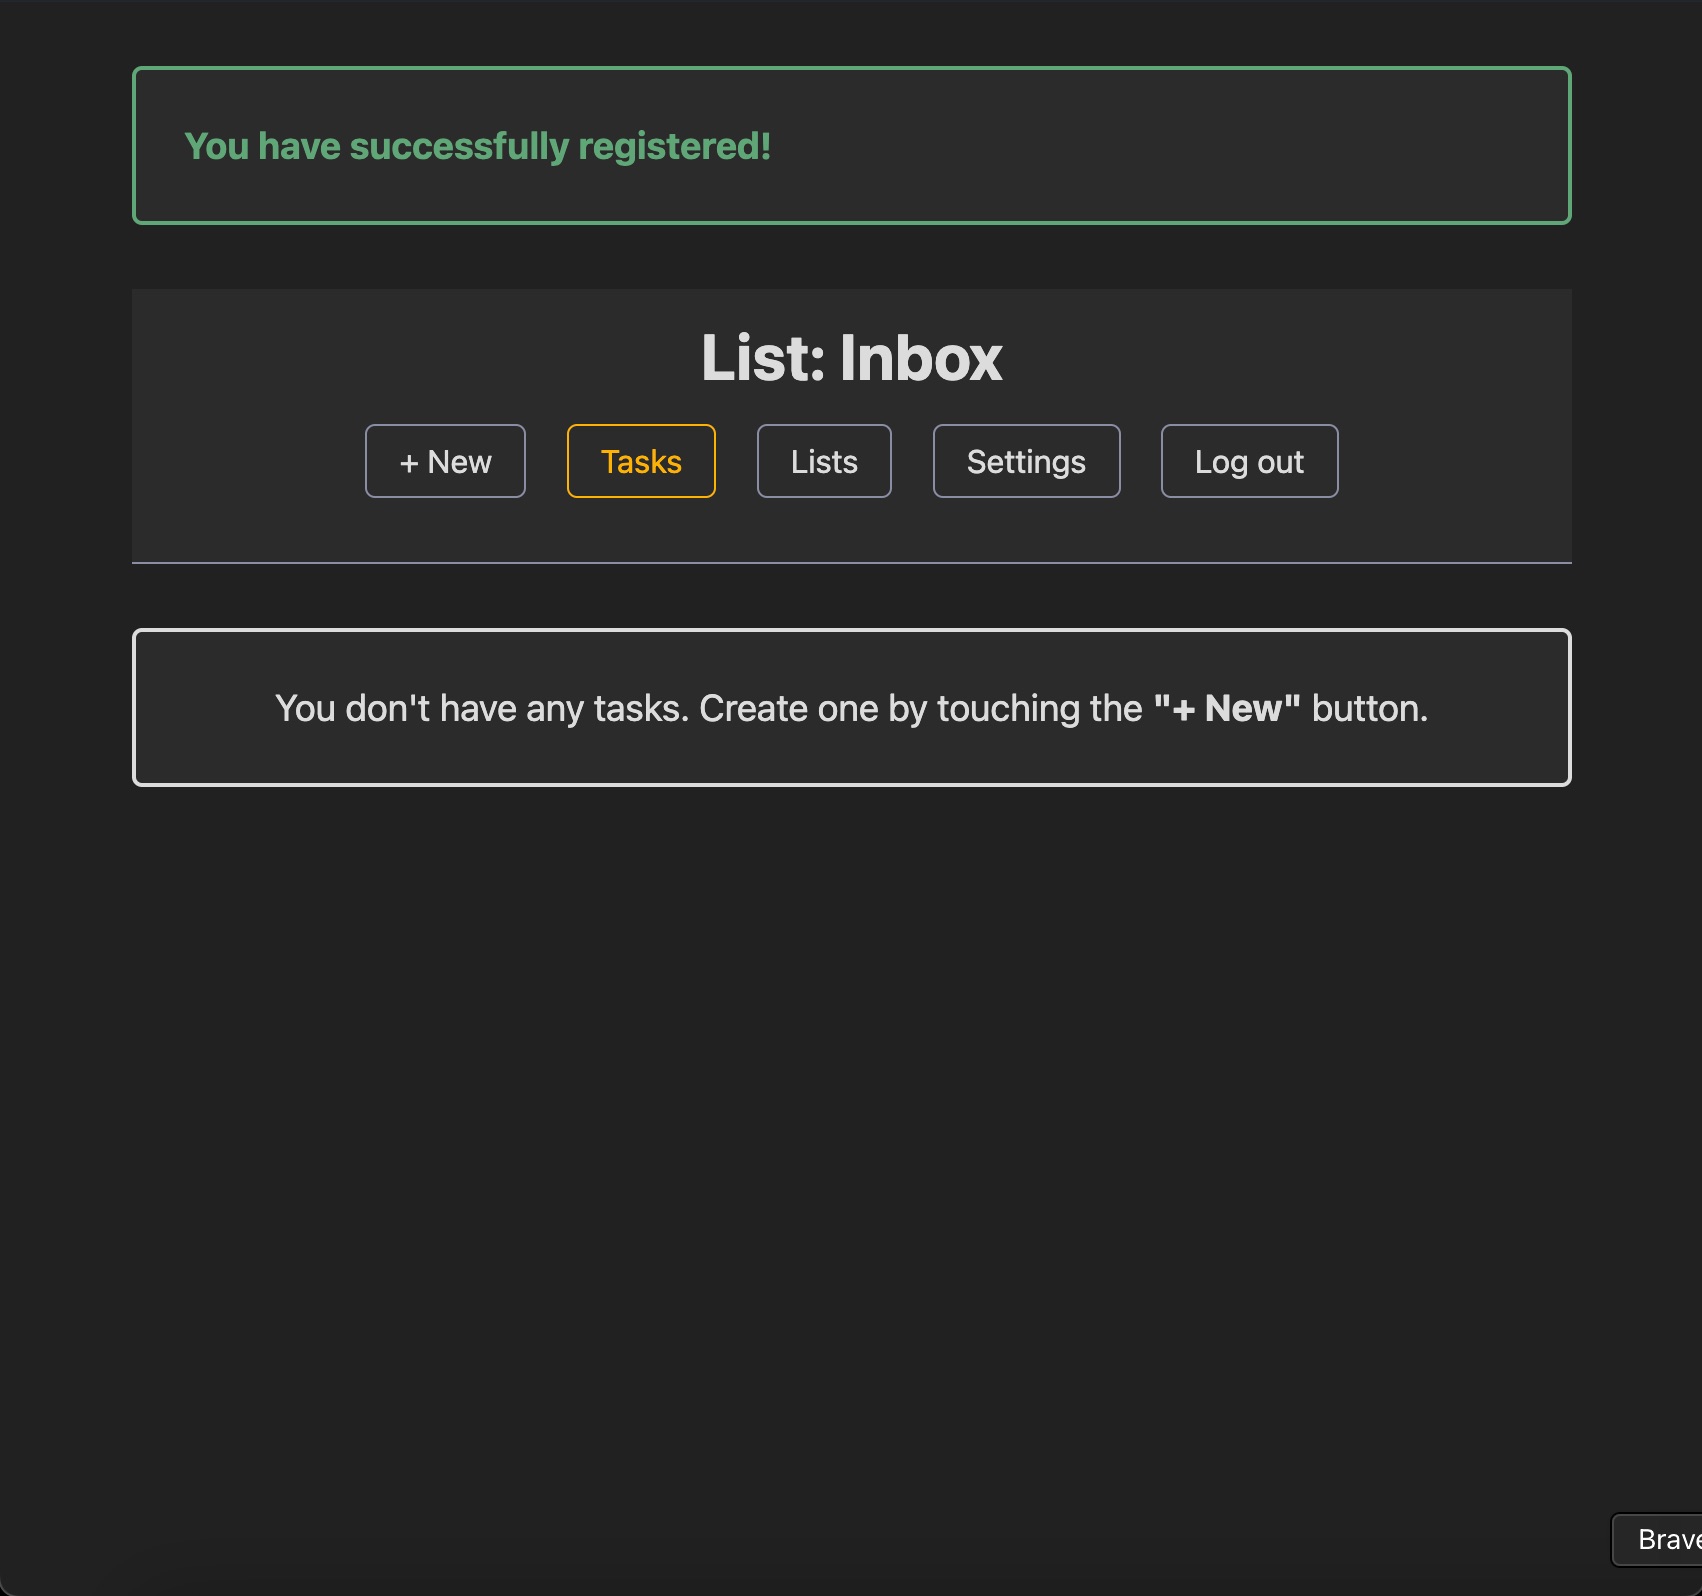 You have successfully registered!
List: Inbox
+ New
Tasks
Lists
Settings
Log out
You don't have any tasks. Create one by touching the "+ New" button.
Brave